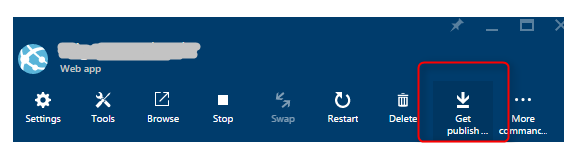 Web app
Settings Tools Browse Stop Swap Restart Delete Get More
publish ... commanc...